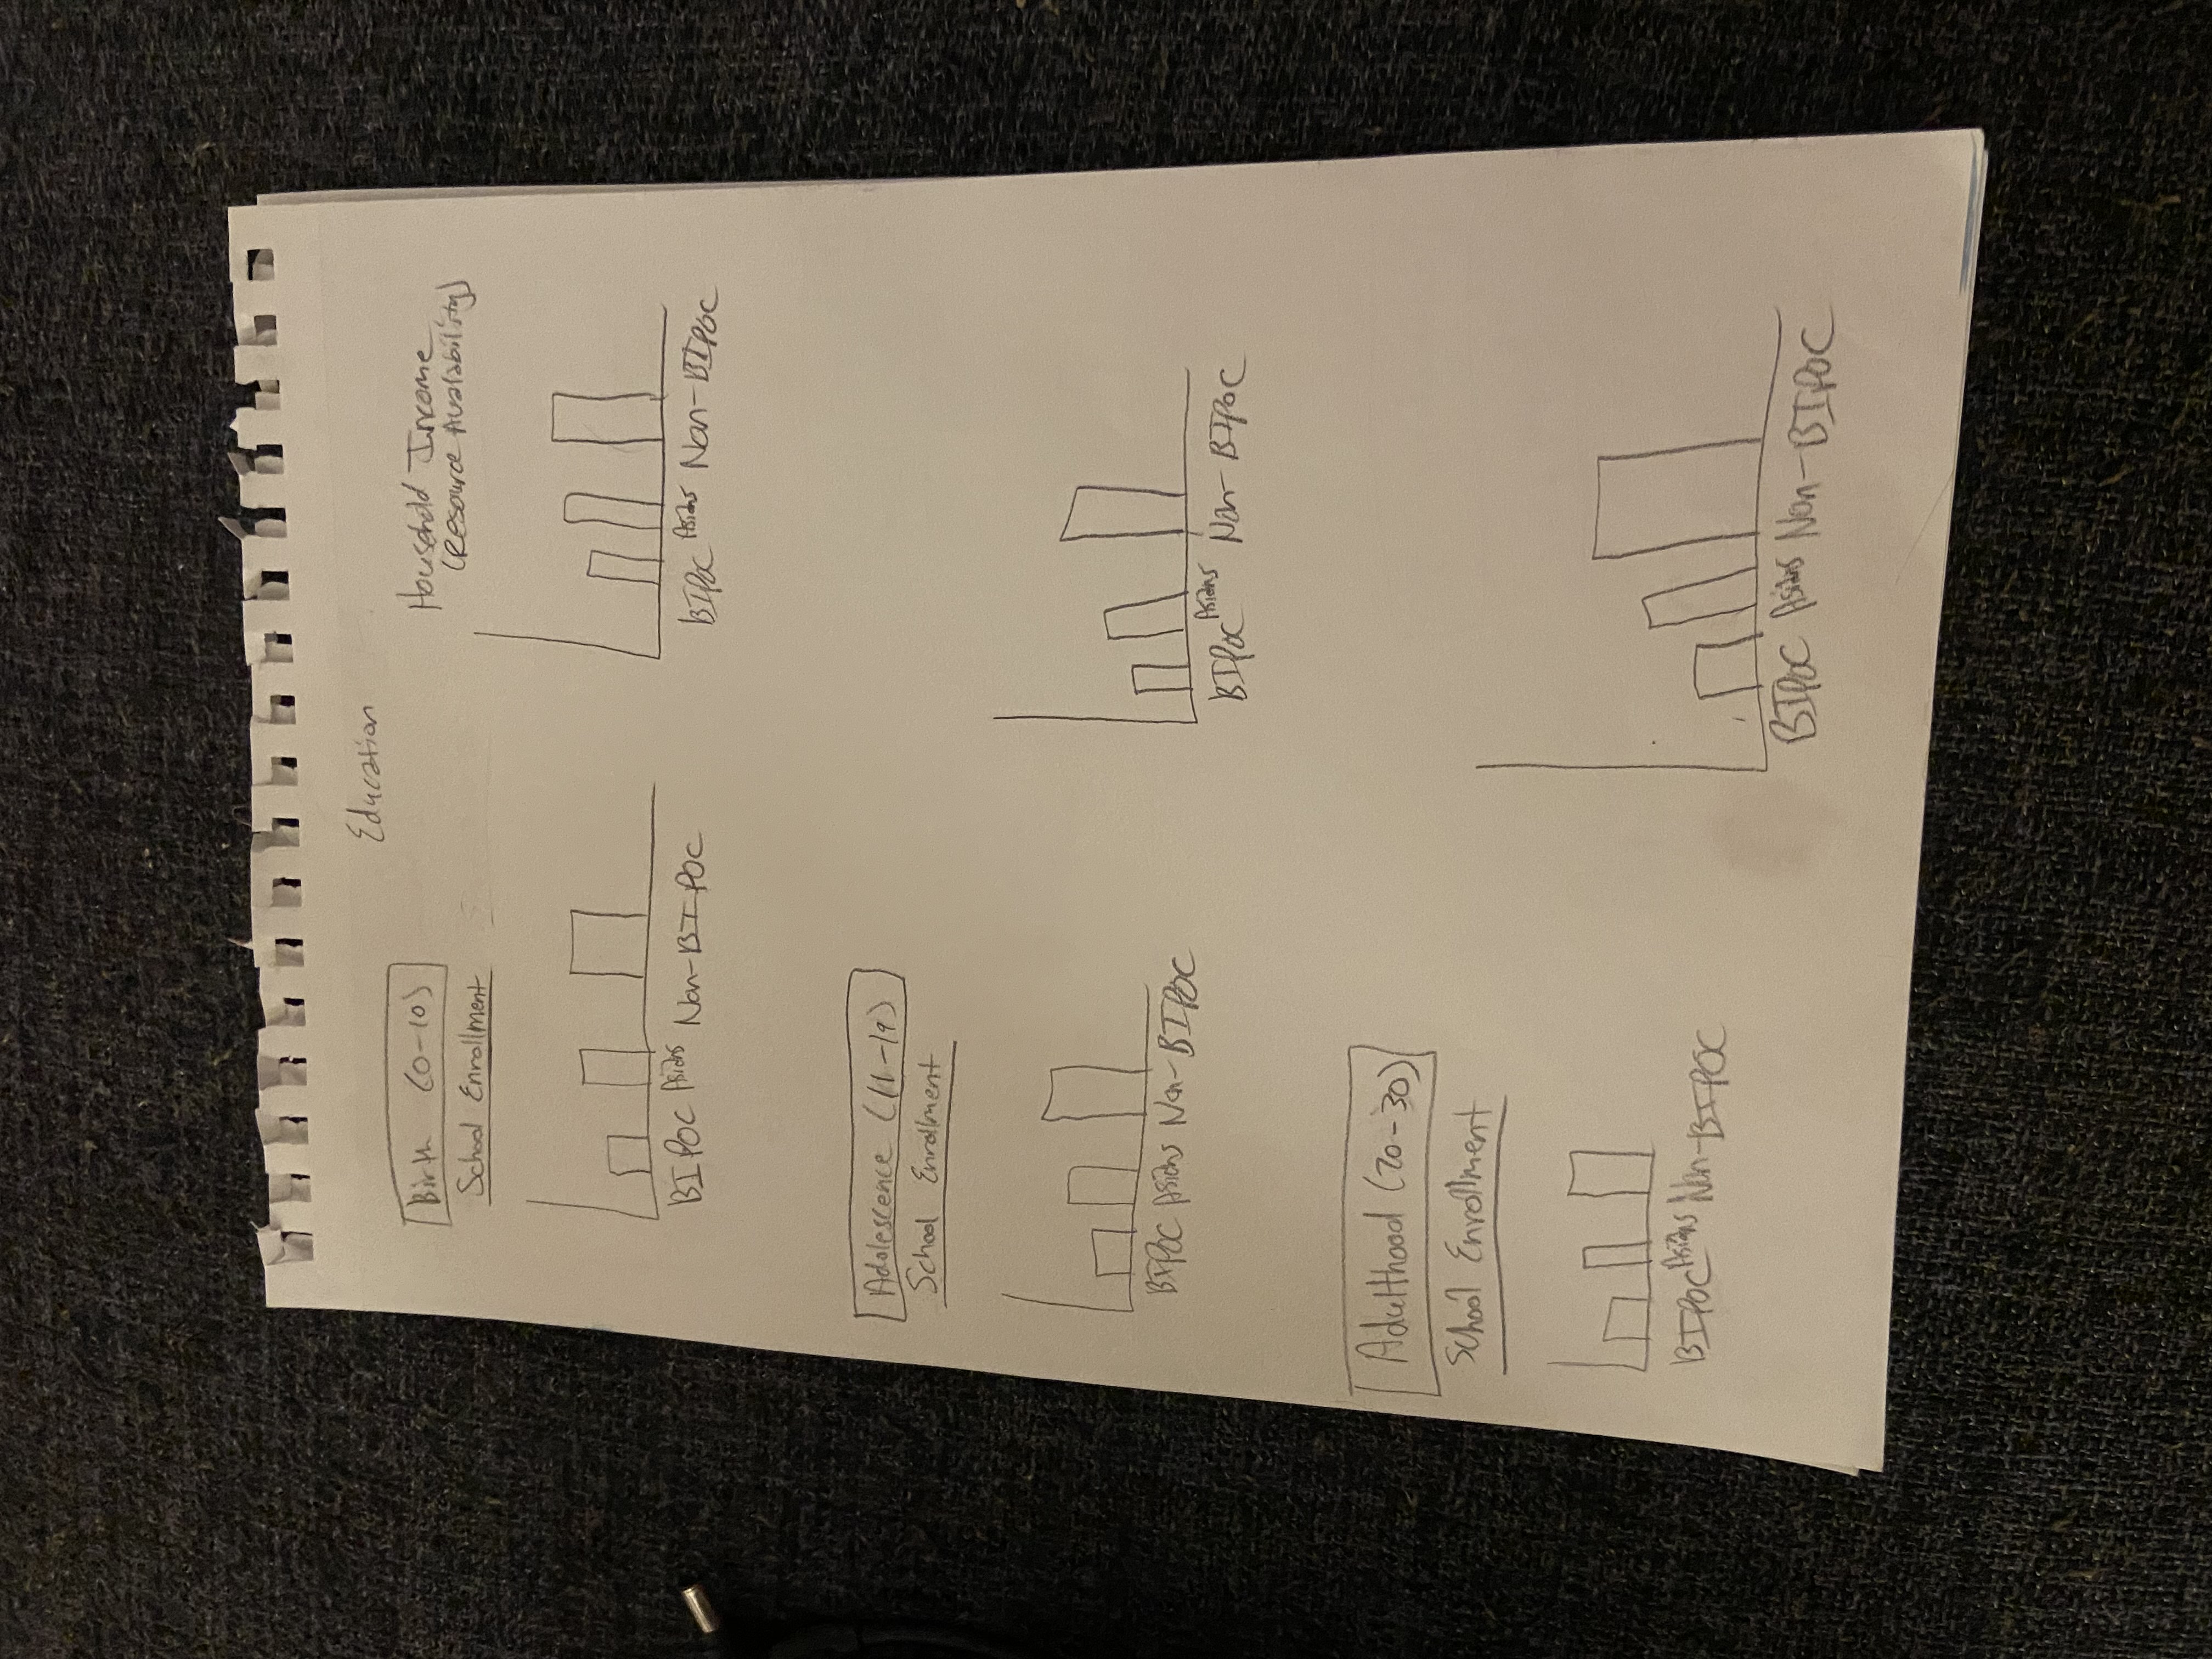 Education
Birth (0-10)
School Enrollment
Household Income
(Resource Availability)
BIPOC Asians Non-BIPOC
BIPOC Asians Non-BIPOC
Adolescence (11-19)
School Enrollment
BIPOC Asians Non-BIPOC
BIPOC Asians Non-BIPOC
Adulthood (20-30)
School Enrollment
BIPOC Asians Non-BIPOC
BIPOC Asians Non-BIPOC